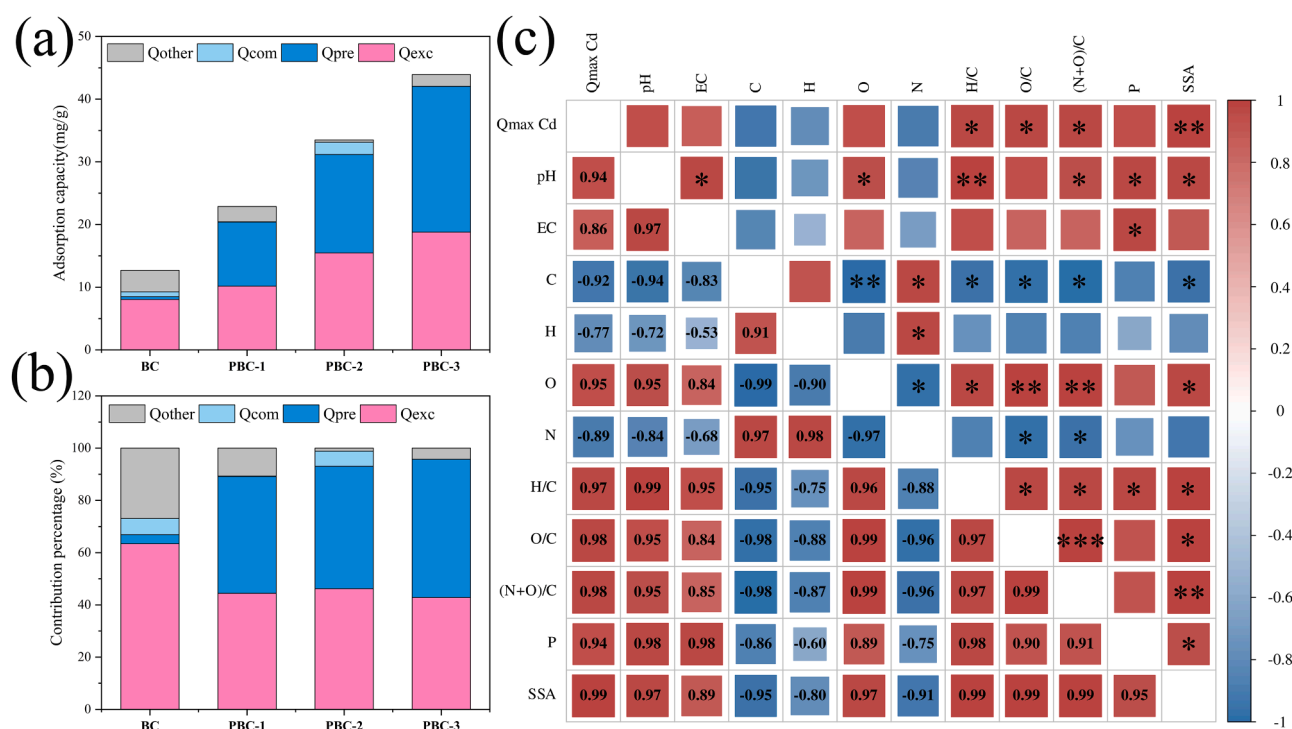 (a)
Qother Qcom Qpre Qexc
Adsorption capacity(mg/g)
50
40
30
20
10
0
BC PBC-1 PBC-2 PBC-3
(b)
Qother Qcom Qpre Qexc
Contribution percentage (%)
120
100
80
60
40
20
0
BC PBC-1 PBC-2 PBC-3
(c)
Qmax Cd pH EC C H O N H/C O/C (N+O)/C P SSA
Qmax Cd * * * **
pH 0.94 * * ** * * *
EC 0.86 0.97 *
C -0.92 -0.94 -0.83 ** * * * * *
H -0.77 -0.72 -0.53 0.91 *
O 0.95 0.95 0.84 -0.99 -0.90 * * ** ** *
N -0.89 -0.84 -0.68 0.97 0.98 -0.97 * *
H/C 0.97 0.99 0.95 -0.95 -0.75 0.96 -0.88 * * * *
O/C 0.98 0.95 0.84 -0.98 -0.88 0.99 -0.96 0.97 *** *
(N+O)/C 0.98 0.95 0.85 -0.98 -0.87 0.99 -0.96 0.97 0.99 **
P 0.94 0.98 0.98 -0.86 -0.60 0.89 -0.75 0.98 0.90 0.91 *
SSA 0.99 0.97 0.89 -0.95 -0.80 0.97 -0.91 0.99 0.99 0.99 0.95
1
0.8
0.6
0.4
0.2
0
-0.2
-0.4
-0.6
-0.8
-1